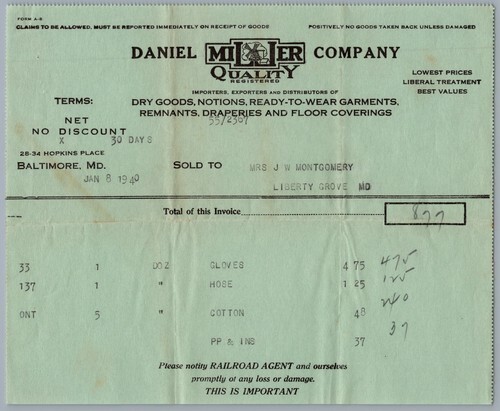 FORM A-E
CLAIMS TO BE ALLOWED, MUST BE REPORTED IMMEDIATELY ON RECEIPT OF GOODS
POSITIVELY NO GOODS TAKEN BACK UNLESS DAMAGED
DANIEL MILLER COMPANY
QUALITY
REGISTERED
LOWEST PRICES
LIBERAL TREATMENT
BEST VALUES
IMPORTERS, EXPORTERS AND DISTRIBUTORS OF
TERMS:
DRY GOODS, NOTIONS, READY-TO-WEAR GARMENTS,
REMNANTS, DRAPERIES AND FLOOR COVERINGS
NET
55/2367
NO DISCOUNT
X 30 DAYS
28-34 HOPKINS PLACE
BALTIMORE, MD.
SOLD TO
MRS J W MONTGOMERY
JAN 8 1940
LIBERTY GROVE MD
Total of this Invoice
877
33 1 DOZ GLOVES 4 75 475
137 1 " HOSE 1 25 125
240
ONT 5 " COTTON 48
37
PP & INS 37
Please notify RAILROAD AGENT and ourselves
promptly of any loss or damage.
THIS IS IMPORTANT